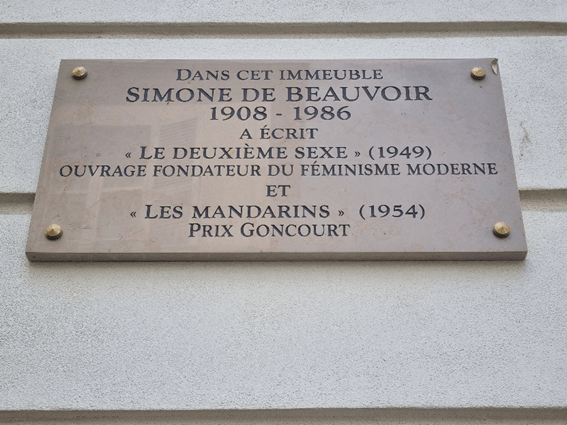 DANS CET IMMEUBLE
SIMONE DE BEAUVOIR
1908 - 1986
A ÉCRIT
« LE DEUXIÈME SEXE » (1949)
OUVRAGE FONDATEUR DU FÉMINISME MODERNE
ET
« LES MANDARINS » (1954)
PRIX GONCOURT